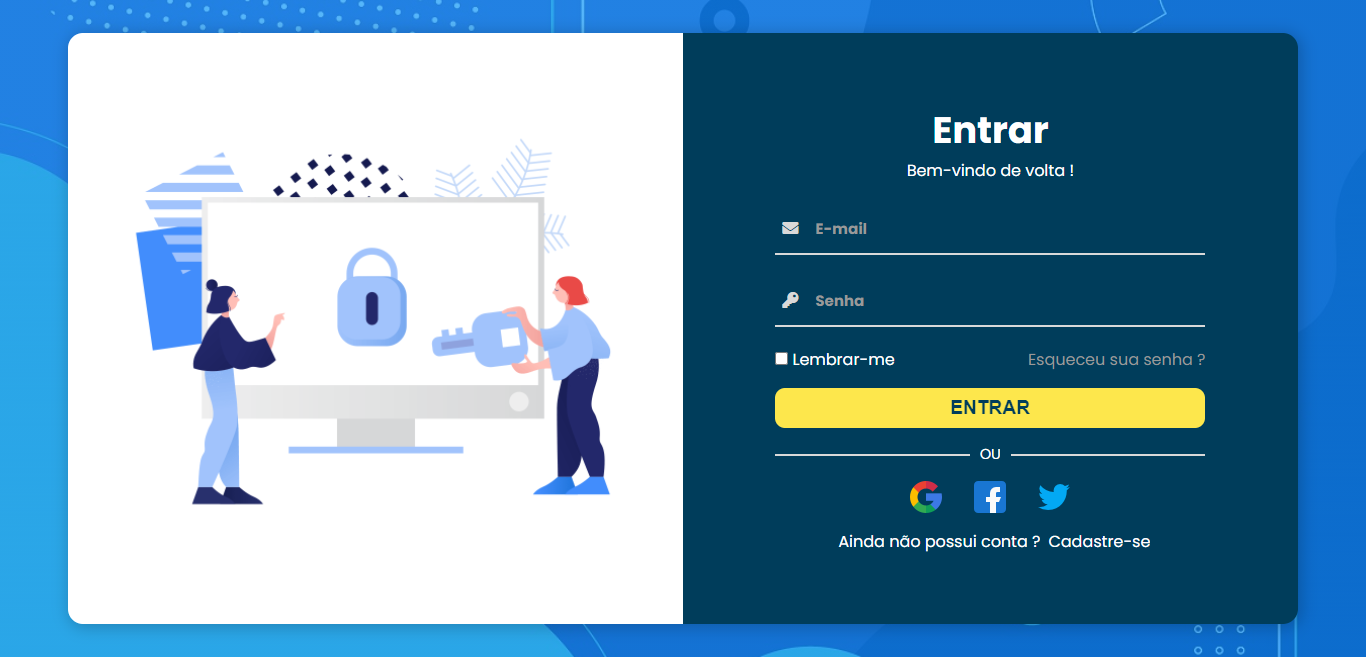 Entrar
Bem-vindo de volta !
E-mail
Senha
Lembrar-me
Esqueceu sua senha ?
ENTRAR
OU
Ainda não possui conta ? Cadastre-se